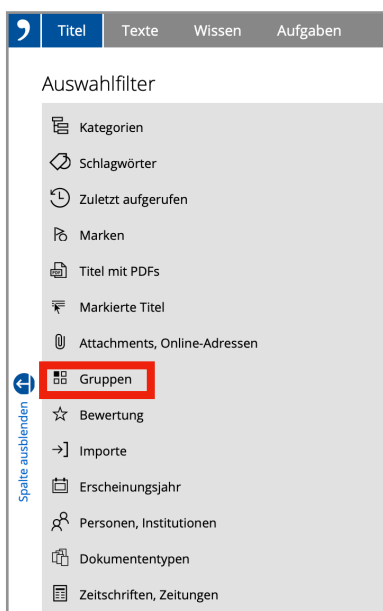 Titel Texte Wissen Aufgaben
Auswahlfilter
Kategorien
Schlagwörter
Zuletzt aufgerufen
Marken
Titel mit PDFs
Markierte Titel
Attachments, Online-Adressen
Gruppen
Bewertung
Importe
Erscheinungsjahr
Personen, Institutionen
Dokumententypen
Zeitschriften, Zeitungen
Spalte ausblenden